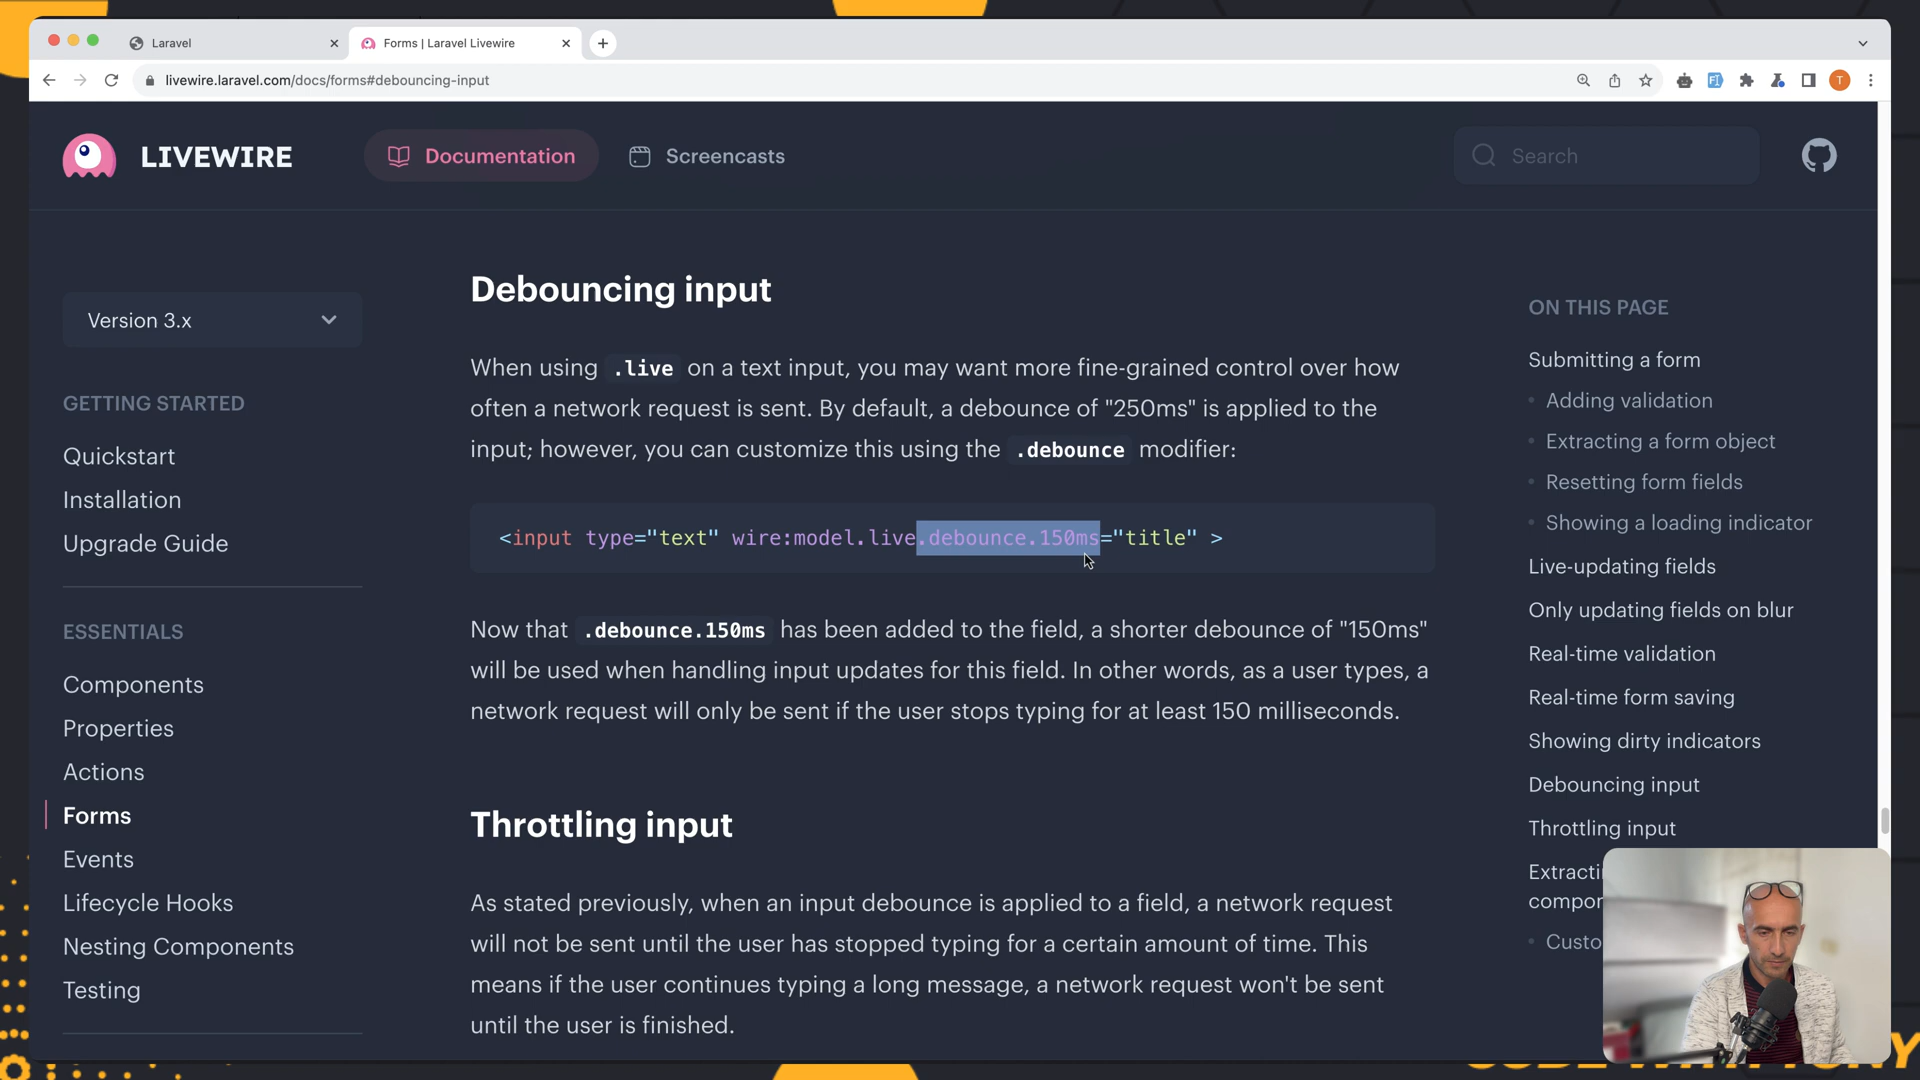 Laravel
Forms | Laravel Livewire
livewire.laravel.com/docs/forms#debouncing-input
T
LIVEWIRE
Documentation
Screencasts
Search
Version 3.x
GETTING STARTED
Quickstart
Installation
Upgrade Guide
ESSENTIALS
Components
Properties
Actions
Forms
Events
Lifecycle Hooks
Nesting Components
Testing
Debouncing input
When using .live on a text input, you may want more fine-grained control over how
often a network request is sent. By default, a debounce of "250ms" is applied to the
input; however, you can customize this using the .debounce modifier:
<input type="text" wire:model.live.debounce.150ms="title" >
Now that .debounce.150ms has been added to the field, a shorter debounce of "150ms"
will be used when handling input updates for this field. In other words, as a user types, a
network request will only be sent if the user stops typing for at least 150 milliseconds.
Throttling input
As stated previously, when an input debounce is applied to a field, a network request
will not be sent until the user has stopped typing for a certain amount of time. This
means if the user continues typing a long message, a network request won't be sent
until the user is finished.
ON THIS PAGE
Submitting a form
Adding validation
Extracting a form object
Resetting form fields
Showing a loading indicator
Live-updating fields
Only updating fields on blur
Real-time validation
Real-time form saving
Showing dirty indicators
Debouncing input
Throttling input
Extracti
compor
Custo